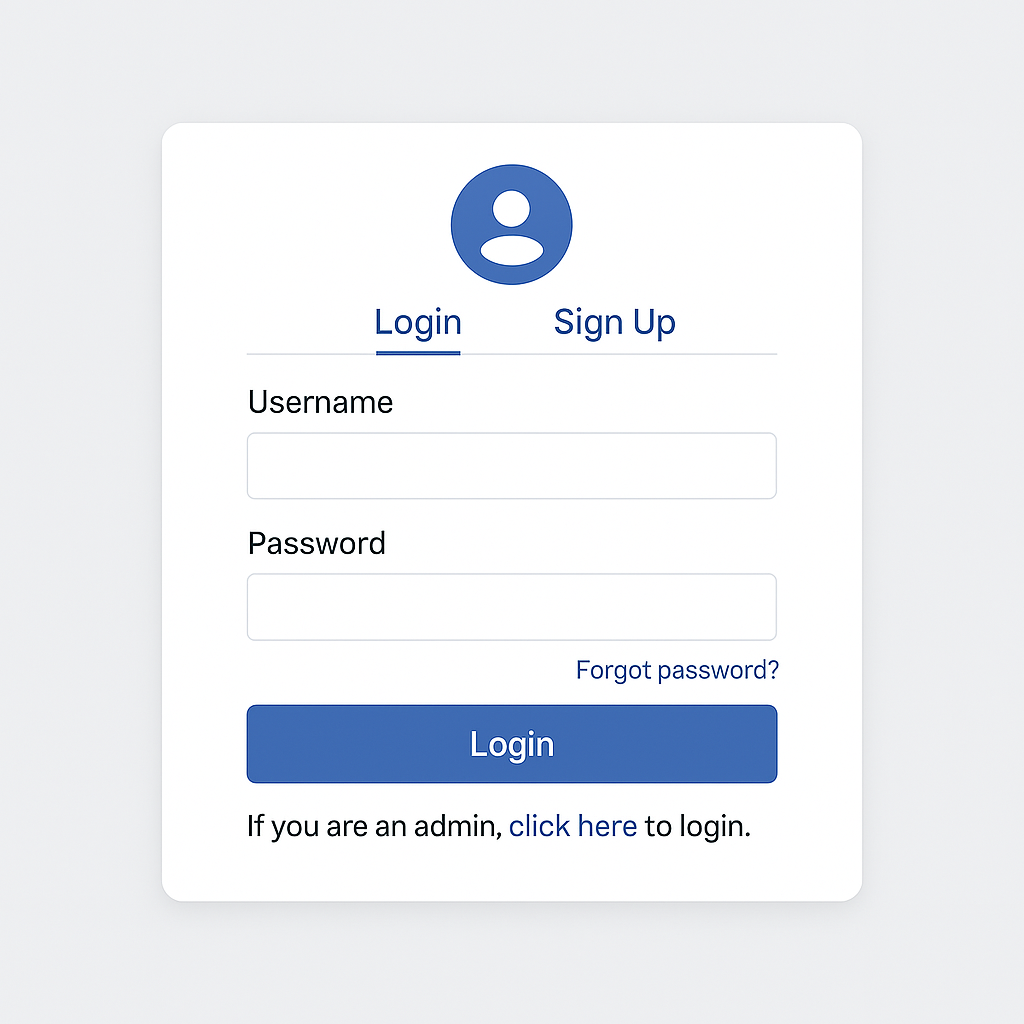 Login Sign Up
Username
Password
Forgot password?
Login
If you are an admin, click here to login.